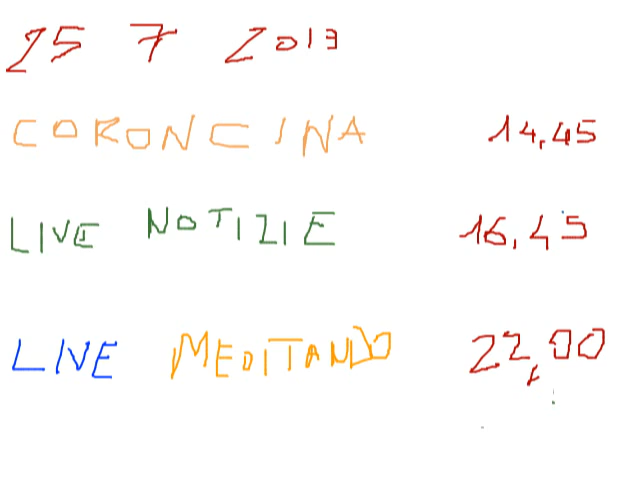 25 7 2013
CORONCINA 14,45
LIVE NOTIZIE 16,45
LIVE MEDITANDO 22,00